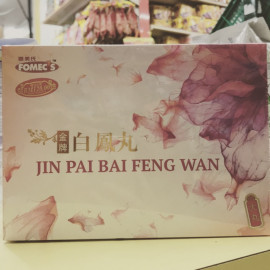 FOMEC'S
金牌 白鳳丸
JIN PAI BAI FENG WAN